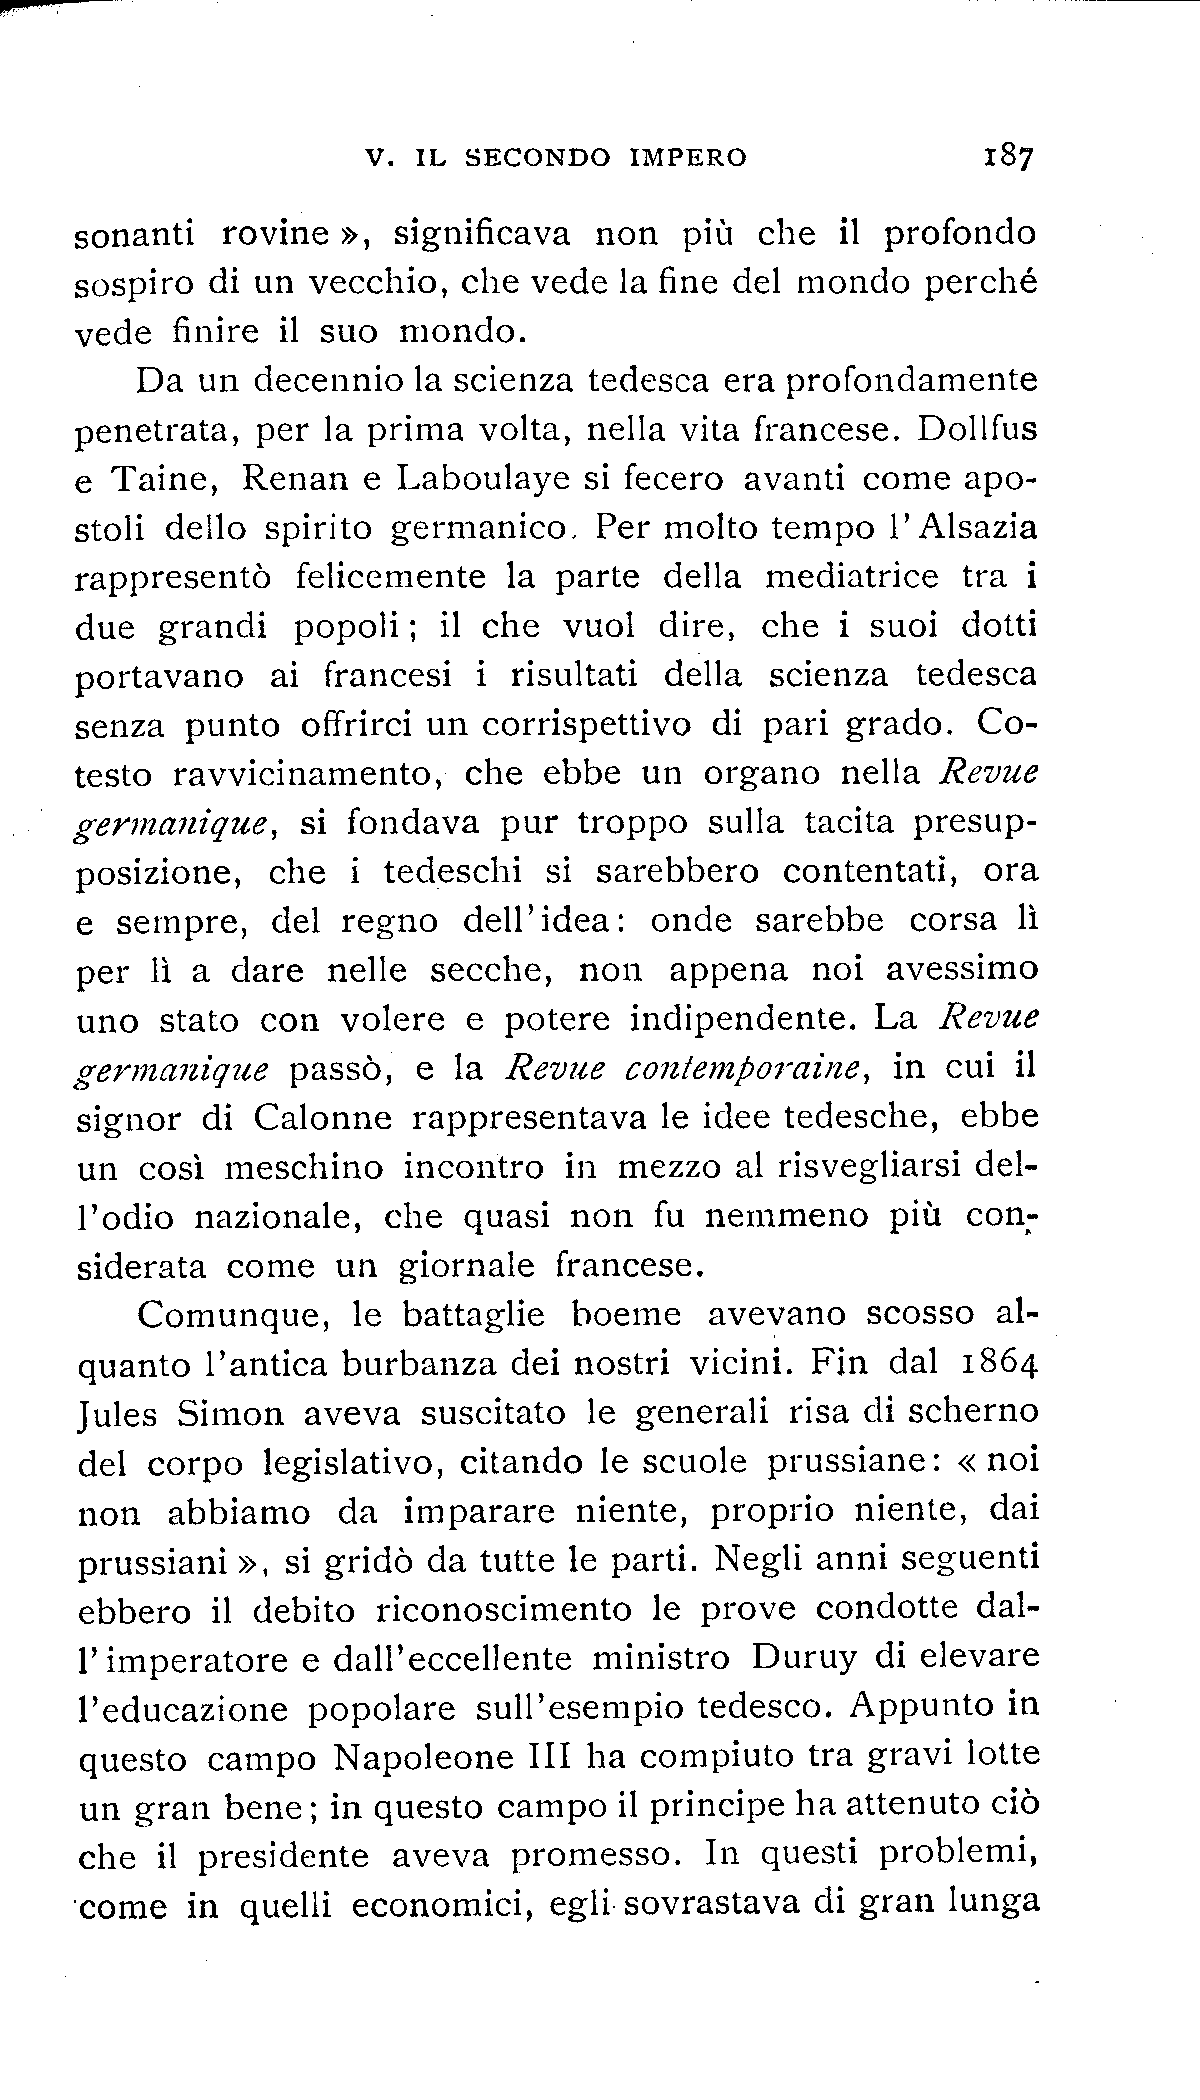 V. IL SECONDO IMPERO 187
sonanti rovine », significava non più che il profondo
sospiro di un vecchio, che vede la fine del mondo perché
vede finire il suo mondo.
Da un decennio la scienza tedesca era profondamente
penetrata, per la prima volta, nella vita francese. Dollfus
e Taine, Renan e Laboulaye si fecero avanti come apo-
stoli dello spirito germanico. Per molto tempo l' Alsazia
rappresentò felicemente la parte della mediatrice tra i
due grandi popoli; il che vuol dire, che i suoi dotti
portavano ai francesi i risultati della scienza tedesca
senza punto offrirci un corrispettivo di pari grado. Co-
testo ravvicinamento, che ebbe un organo nella Revue
germanique, si fondava pur troppo sulla tacita presup-
posizione, che i tedeschi si sarebbero contentati, ora
e sempre, del regno dell'idea: onde sarebbe corsa lì
per lì a dare nelle secche, non appena noi avessimo
uno stato con volere e potere indipendente. La Revue
germanique passò, e la Revue contemporaine, in cui il
signor di Calonne rappresentava le idee tedesche, ebbe
un così meschino incontro in mezzo al risvegliarsi del-
l'odio nazionale, che quasi non fu nemmeno più con-
siderata come un giornale francese.
Comunque, le battaglie boeme avevano scosso al-
quanto l'antica burbanza dei nostri vicini. Fin dal 1864
Jules Simon aveva suscitato le generali risa di scherno
del corpo legislativo, citando le scuole prussiane: « noi
non abbiamo da imparare niente, proprio niente, dai
prussiani », si gridò da tutte le parti. Negli anni seguenti
ebbero il debito riconoscimento le prove condotte dal-
l'imperatore e dall'eccellente ministro Duruy di elevare
l'educazione popolare sull'esempio tedesco. Appunto in
questo campo Napoleone III ha compiuto tra gravi lotte
un gran bene; in questo campo il principe ha attenuto ciò
che il presidente aveva promesso. In questi problemi,
come in quelli economici, egli sovrastava di gran lunga